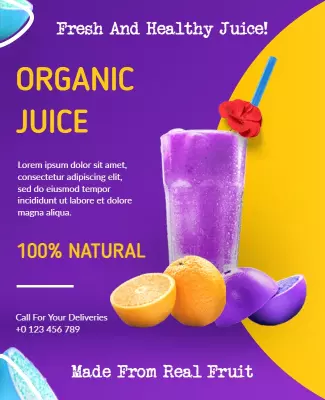 Fresh And Healthy Juice!
ORGANIC
JUICE
Lorem ipsum dolor sit amet,
consectetur adipiscing elit,
sed do eiusmod tempor
incididunt ut labore et dolore
magna aliqua.
100% NATURAL
Call For Your Deliveries
+0 123 456 789
Made From Real Fruit